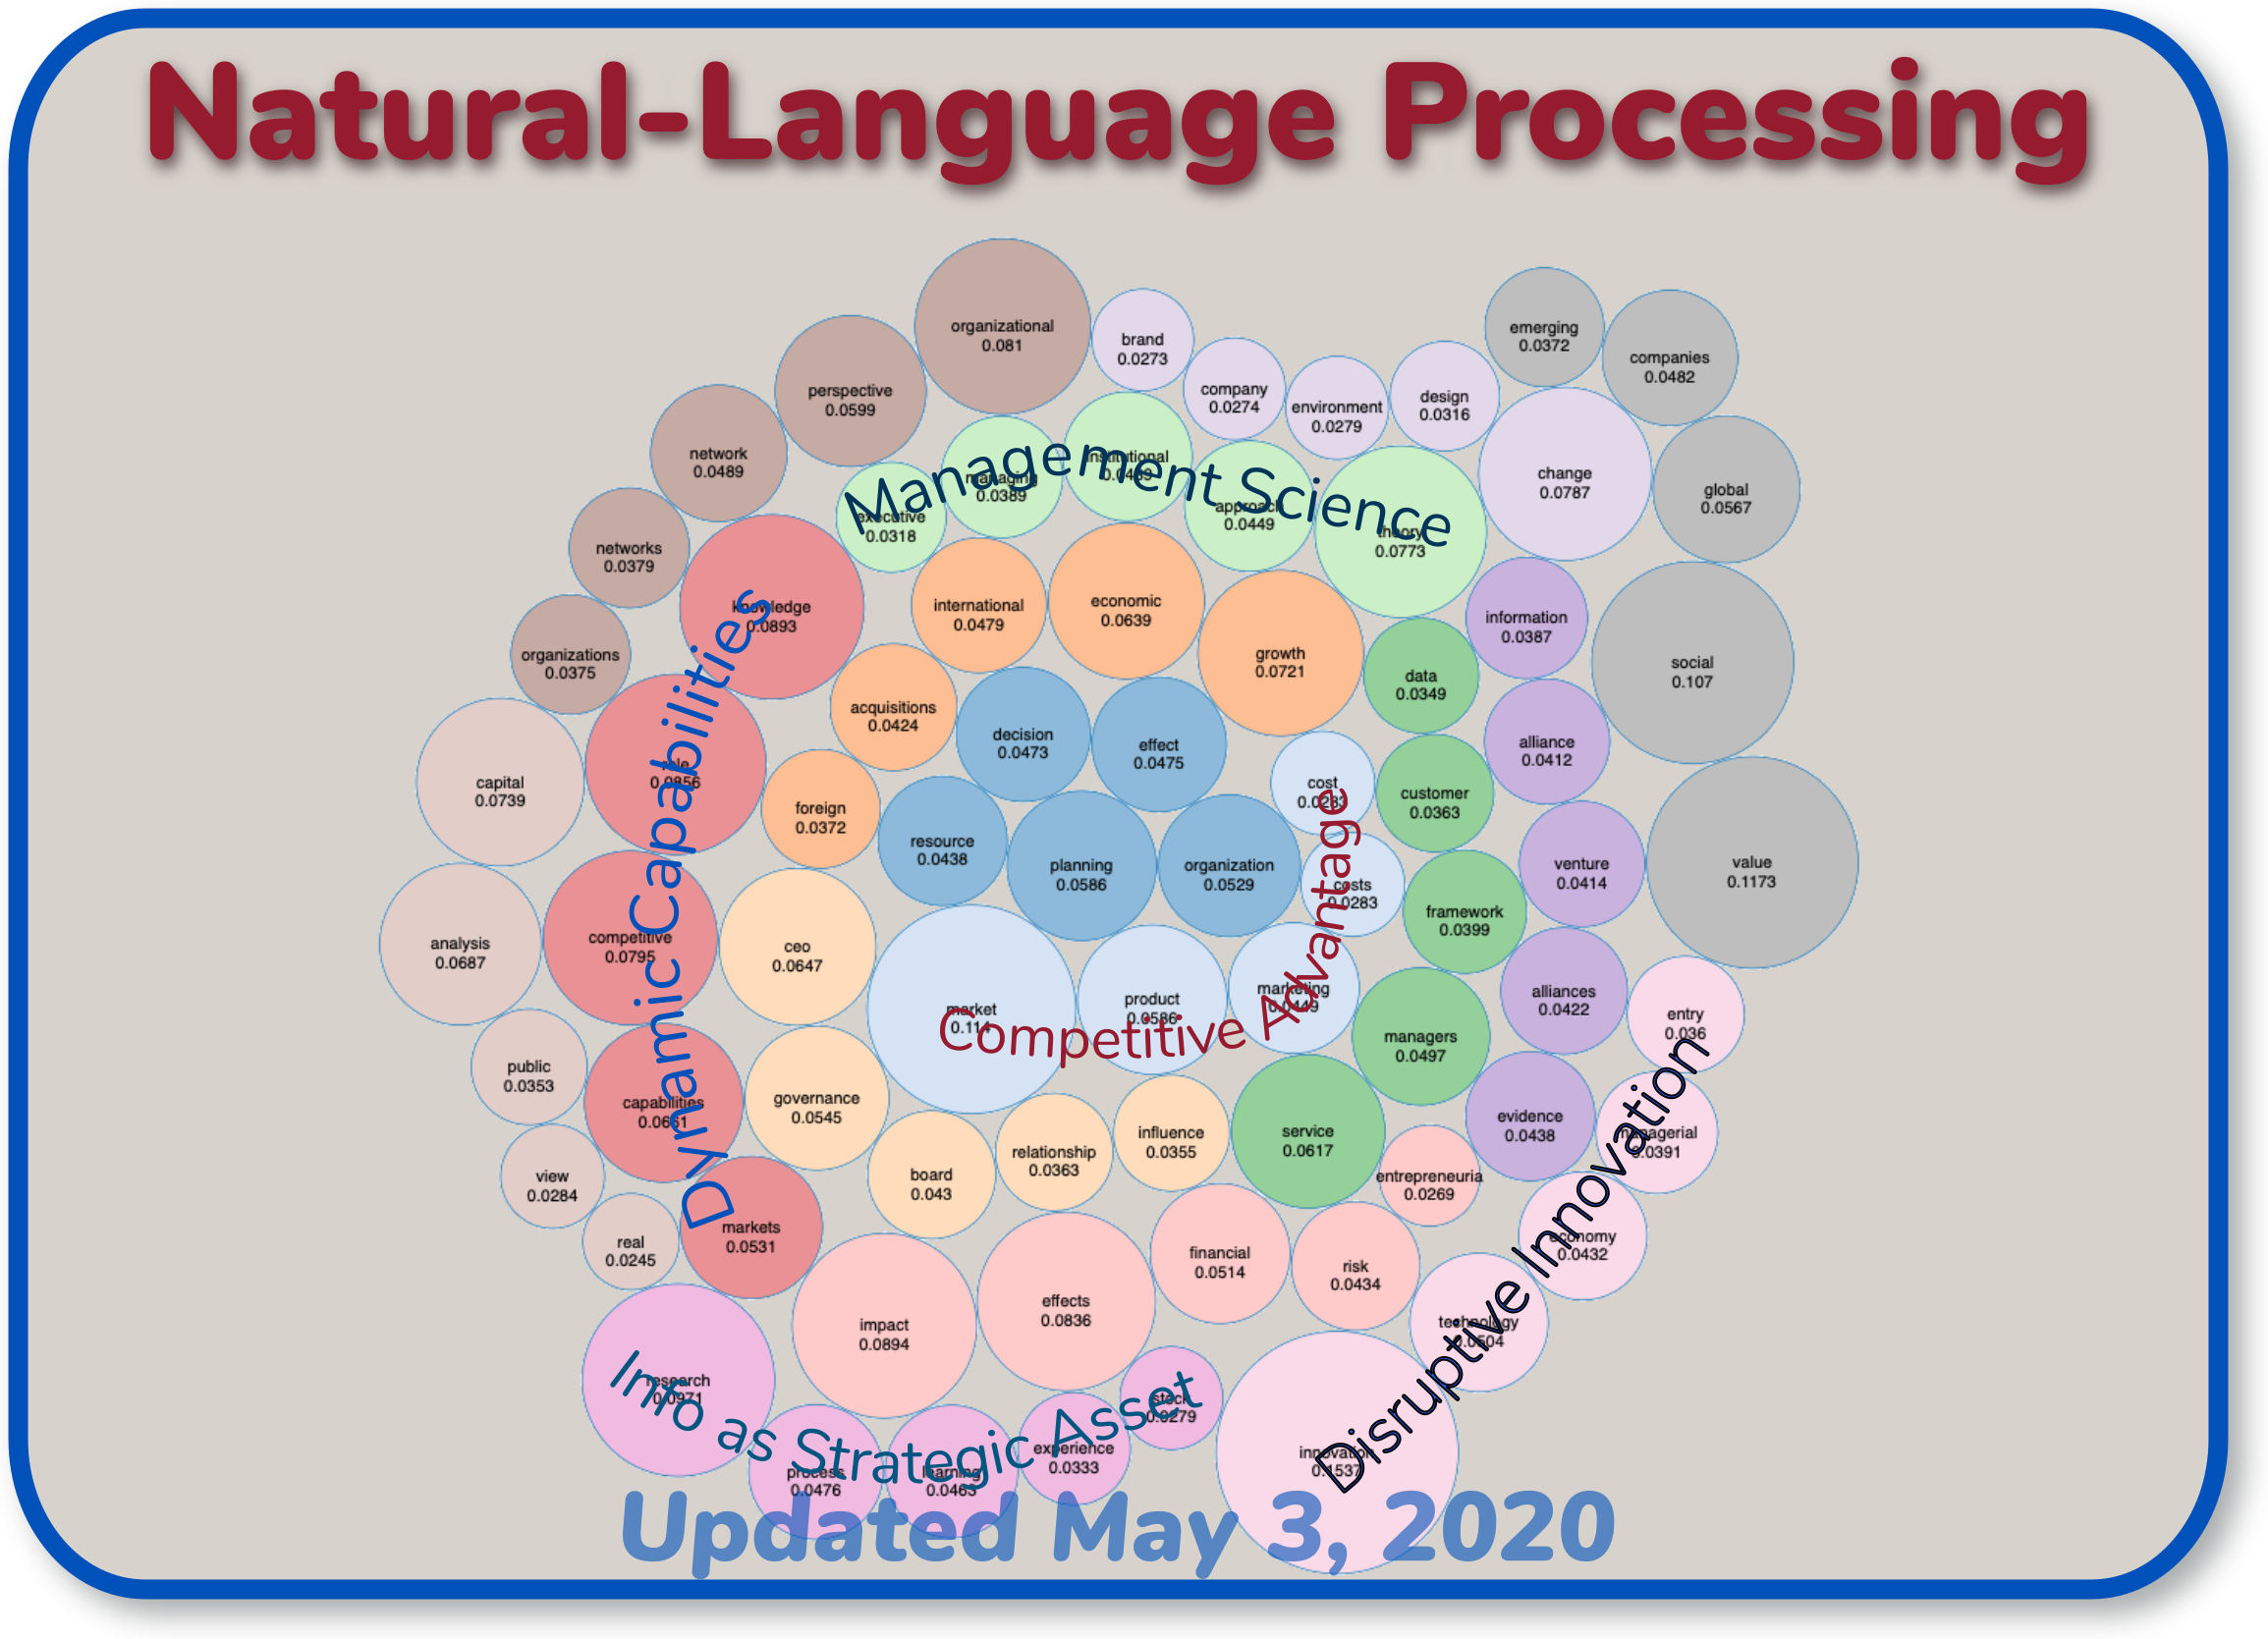 Natural-Language Processing
organizational
0.081
brand
0.0273
company
0.0274
environment
0.0279
design
0.0316
emerging
0.0372
companies
0.0482
perspective
0.0599
network
0.0489
networks
0.0379
organizations
0.0375
change
0.0787
global
0.0567
Management Science
executive
0.0318
managing
0.0389
institutional
approach
0.0449
theory
0.0773
knowledge
0.0893
international
0.0479
economic
0.0639
growth
0.0721
data
0.0349
information
0.0387
social
0.107
Dynamic Capabilities
role
0.0856
acquisitions
0.0424
decision
0.0473
effect
0.0475
cost
customer
0.0363
alliance
0.0412
capital
0.0739
foreign
0.0372
resource
0.0438
planning
0.0586
organization
0.0529
costs
0.0283
framework
0.0399
venture
0.0414
value
0.1173
analysis
0.0687
competitive
0.0795
ceo
0.0647
market
0.114
product
0.0586
marketing
0.0449
Competitive Advantage
managers
0.0497
alliances
0.0422
entry
0.036
public
0.0353
capabilities
governance
0.0545
board
0.043
relationship
0.0363
influence
0.0355
service
0.0617
evidence
0.0438
managerial
0.0391
view
0.0284
real
0.0245
markets
0.0531
impact
0.0894
effects
0.0836
financial
0.0514
risk
0.0434
entrepreneuria
0.0269
economy
0.0432
technology
0.0504
Disruptive Innovation
innovation
0.1537
research
0.0971
process
0.0476
learning
0.0463
experience
0.0333
stock
0.0279
Info as Strategic Asset
Updated May 3, 2020